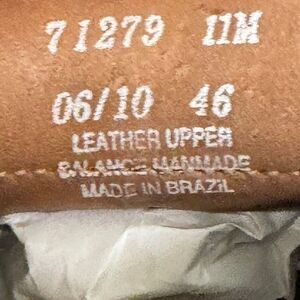 71279 11M
06/10 46
LEATHER UPPER
BALANCE MANMADE
MADE IN BRAZIL